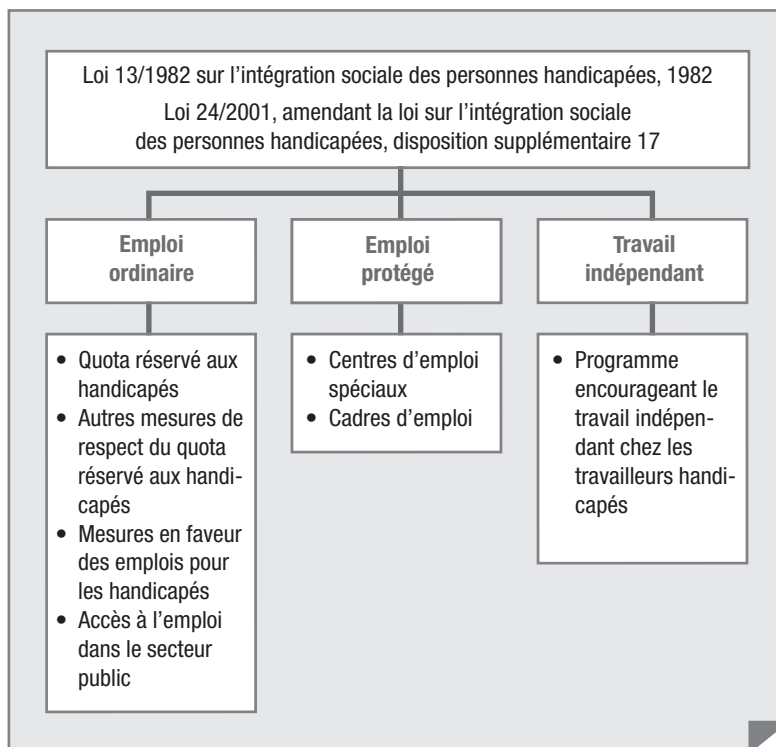 Loi 13/1982 sur l’intégration sociale des personnes handicapées, 1982
Loi 24/2001, amendant la loi sur l’intégration sociale
des personnes handicapées, disposition supplémentaire 17
Emploi
ordinaire
Emploi
protégé
Travail
indépendant
• Quota réservé aux
handicapés
• Autres mesures de
respect du quota
réservé aux handi-
capés
• Mesures en faveur
des emplois pour
les handicapés
• Accès à l’emploi
dans le secteur
public
• Centres d’emploi
spéciaux
• Cadres d’emploi
• Programme
encourageant le
travail indépen-
dant chez les
travailleurs handi-
capés